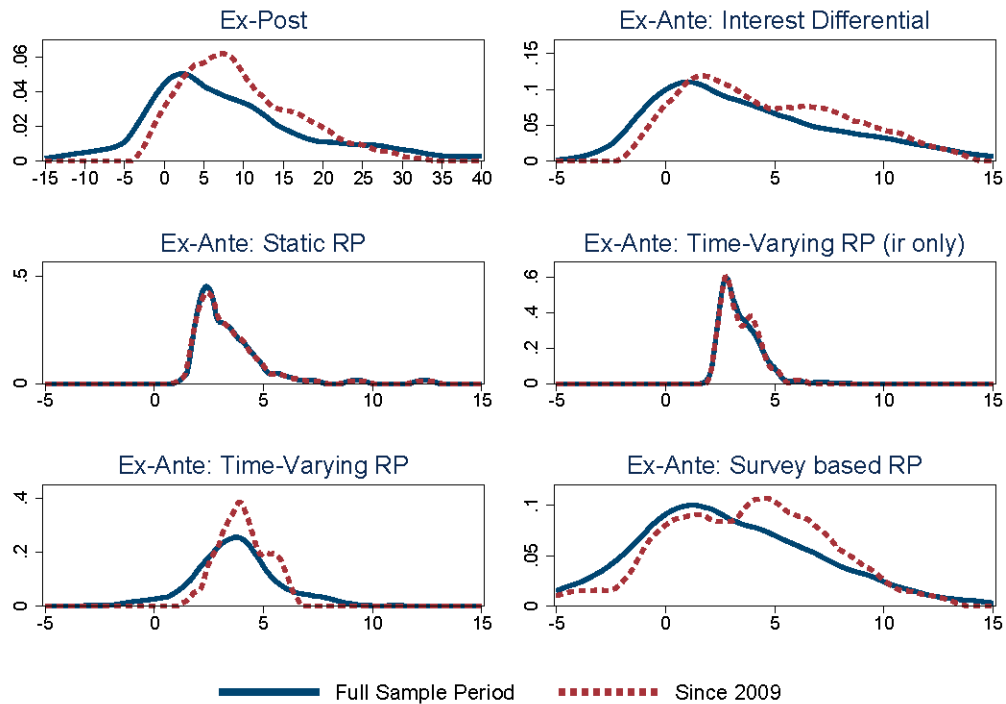 Ex-Post
Ex-Ante: Interest Differential
0 .02 .04 .06
-15 -10 -5 0 5 10 15 20 25 30 35 40
0 .05 .1 .15
-5 0 5 10 15
Ex-Ante: Static RP
Ex-Ante: Time-Varying RP (ir only)
0 .5
-5 0 5 10 15
0 .2 .4 .6
-5 0 5 10 15
Ex-Ante: Time-Varying RP
Ex-Ante: Survey based RP
0 .2 .4
-5 0 5 10 15
0 .05 .1
-5 0 5 10 15
Full Sample Period
Since 2009